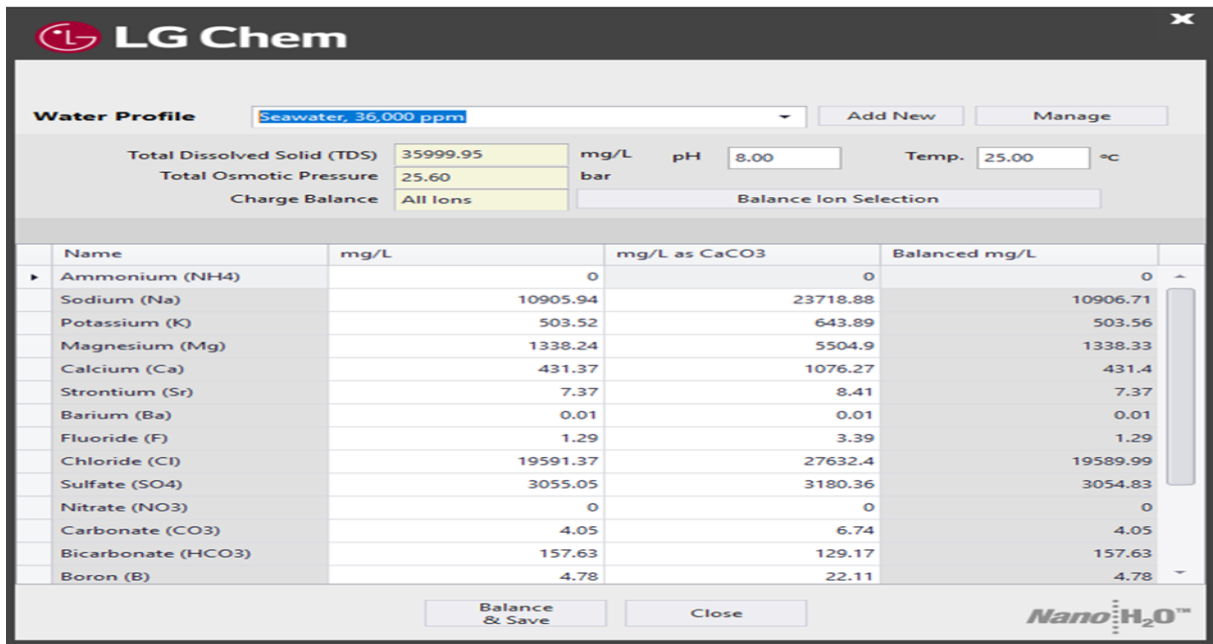 LG Chem
Water Profile Seawater, 36,000 ppm Add New Manage
Total Dissolved Solid (TDS) 35999.95 mg/L pH 8.00 Temp. 25.00 °C
Total Osmotic Pressure 25.60 bar
Charge Balance All Ions Balance Ion Selection
Name mg/L mg/L as CaCO3 Balanced mg/L
Ammonium (NH4) 0 0 0
Sodium (Na) 10905.94 23718.88 10906.71
Potassium (K) 503.52 643.89 503.56
Magnesium (Mg) 1338.24 5504.9 1338.33
Calcium (Ca) 431.37 1076.27 431.4
Strontium (Sr) 7.37 8.41 7.37
Barium (Ba) 0.01 0.01 0.01
Fluoride (F) 1.29 3.39 1.29
Chloride (Cl) 19591.37 27632.4 19589.99
Sulfate (SO4) 3055.05 3180.36 3054.83
Nitrate (NO3) 0 0 0
Carbonate (CO3) 4.05 6.74 4.05
Bicarbonate (HCO3) 157.63 129.17 157.63
Boron (B) 4.78 22.11 4.78
Balance
& Save
Close
Nano H₂O™